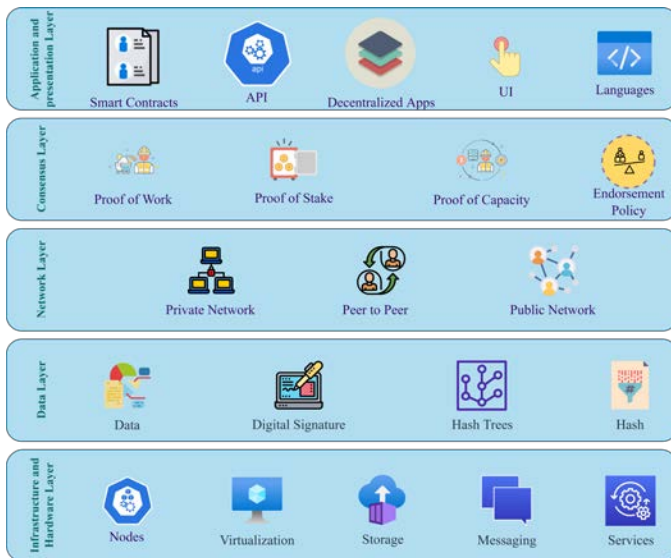 Application and
presentation Layer
Smart Contracts
api
API
Decentralized Apps
UI
</>
Languages
Consensus Layer
Proof of Work
Proof of Stake
Proof of Capacity
Endorsement
Policy
Network Layer
Private Network
Peer to Peer
Public Network
Data Layer
Data
Digital Signature
Hash Trees
#
Hash
Infrastructure and
Hardware Layer
Nodes
Virtualization
Storage
Messaging
Services